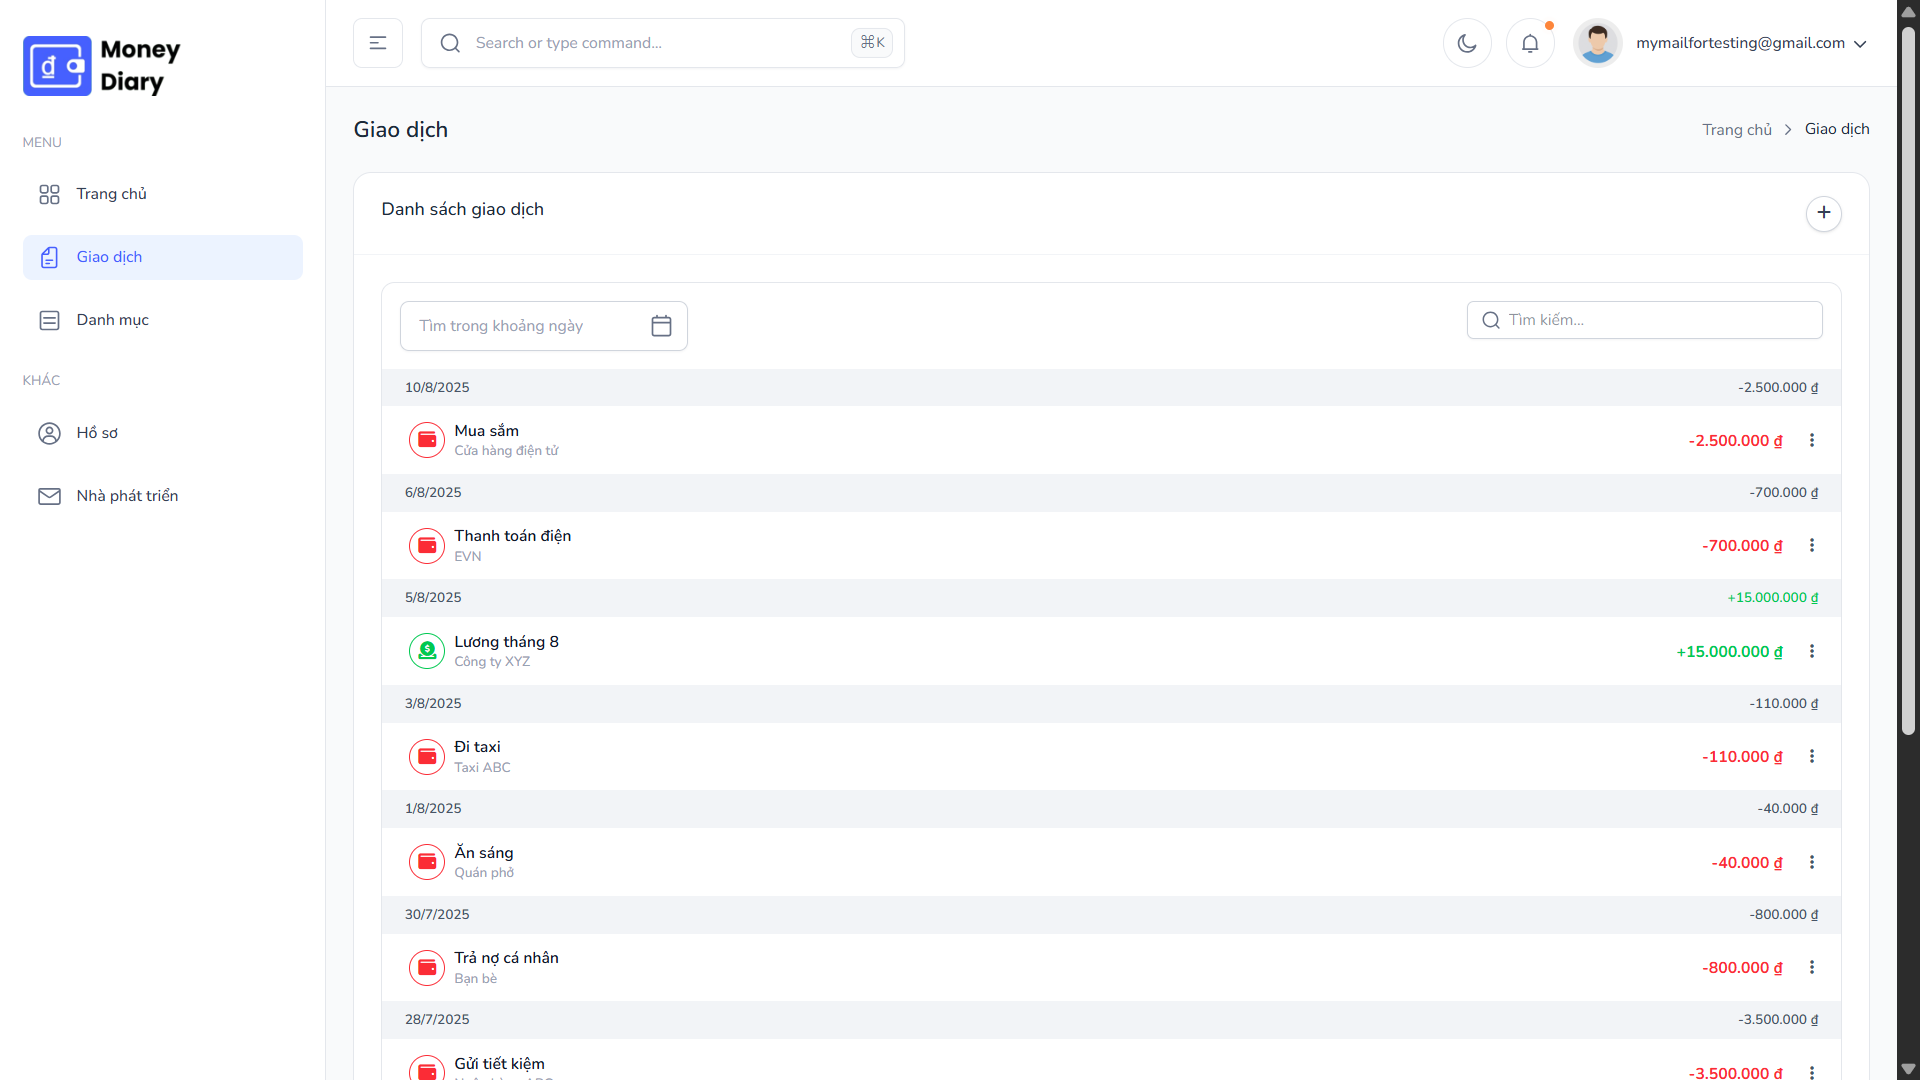 Money
Diary
MENU
Trang chủ
Giao dịch
Danh mục
KHÁC
Hồ sơ
Nhà phát triển
Search or type command...
⌘K
mymailfortesting@gmail.com
Giao dịch
Trang chủ > Giao dịch
Danh sách giao dịch
Tìm trong khoảng ngày
Tìm kiếm...
10/8/2025 -2.500.000 ₫
Mua sắm
Cửa hàng điện tử
-2.500.000 ₫
6/8/2025 -700.000 ₫
Thanh toán điện
EVN
-700.000 ₫
5/8/2025 +15.000.000 ₫
Lương tháng 8
Công ty XYZ
+15.000.000 ₫
3/8/2025 -110.000 ₫
Đi taxi
Taxi ABC
-110.000 ₫
1/8/2025 -40.000 ₫
Ăn sáng
Quán phở
-40.000 ₫
30/7/2025 -800.000 ₫
Trả nợ cá nhân
Bạn bè
-800.000 ₫
28/7/2025 -3.500.000 ₫
Gửi tiết kiệm
-3.500.000 ₫